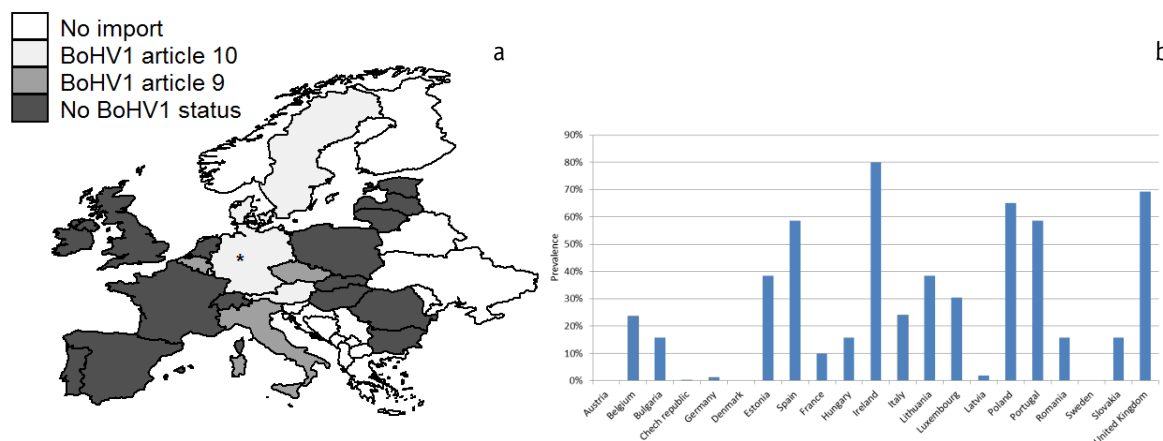 No import
BoHV1 article 10
BoHV1 article 9
No BoHV1 status
a
*
b
90%
80%
70%
60%
50%
40%
30%
20%
10%
0%
Prevalence
Austria
Belgium
Bulgaria
Chech republic
Germany
Denmark
Estonia
Spain
France
Hungary
Ireland
Italy
Lithuania
Luxembourg
Latvia
Poland
Portugal
Romania
Sweden
Slovakia
United Kingdom